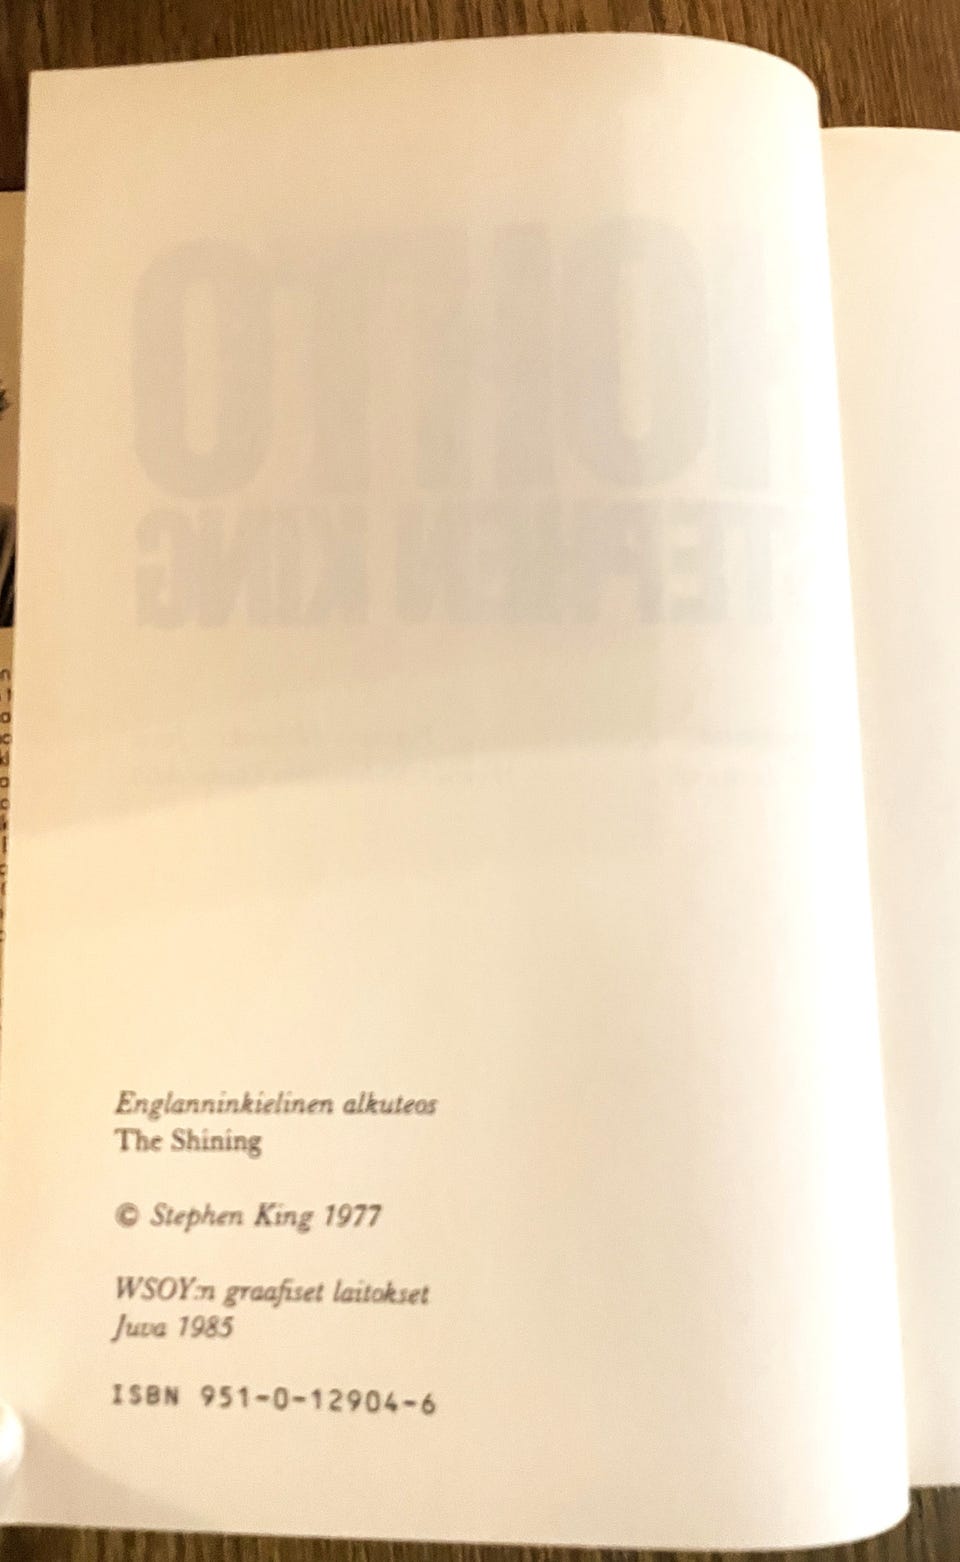 Englanninkielinen alkuteos
The Shining
© Stephen King 1977
WSOY:n graafiset laitokset
Juva 1985
ISBN 951-0-12904-6